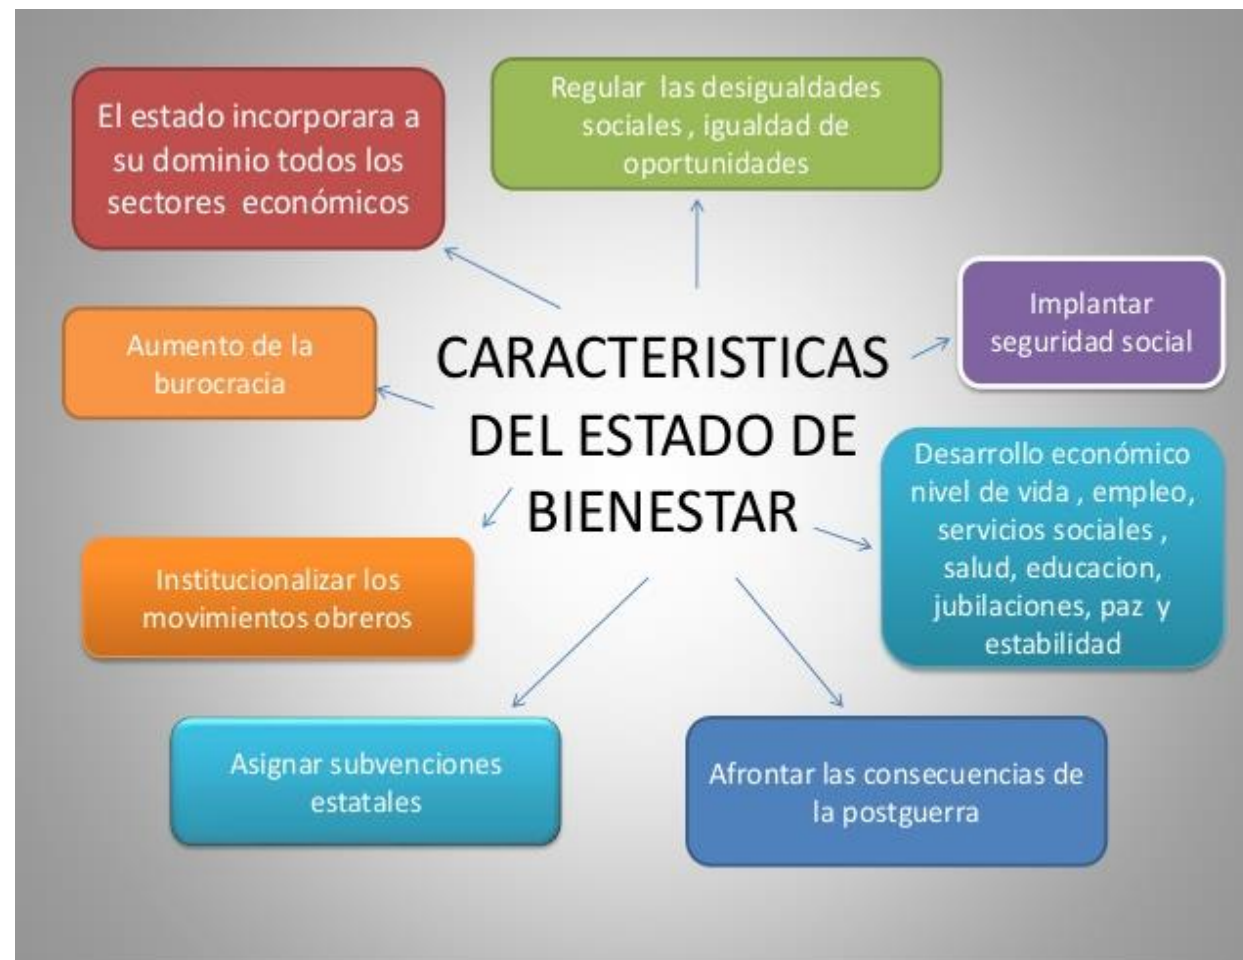 El estado incorporara a
su dominio todos los
sectores económicos
Regular las desigualdades
sociales , igualdad de
oportunidades
Implantar
seguridad social
Aumento de la
burocracia
CARACTERISTICAS
DEL ESTADO DE
BIENESTAR
Desarrollo económico
nivel de vida , empleo,
servicios sociales ,
salud, educacion,
jubilaciones, paz y
estabilidad
Institucionalizar los
movimientos obreros
Asignar subvenciones
estatales
Afrontar las consecuencias de
la postguerra